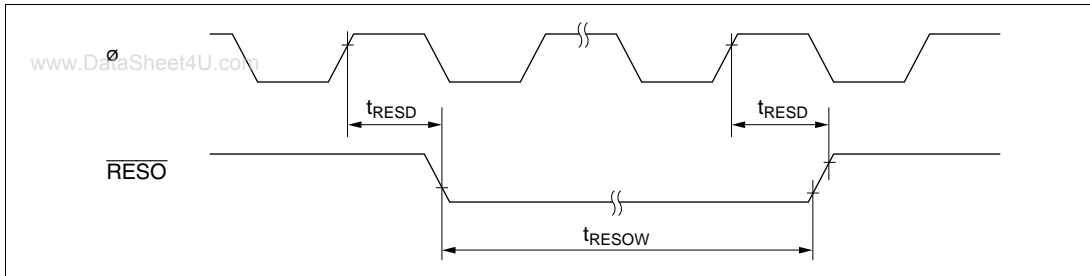 ø
www.DataSheet4U.com
tRESD
tRESD
RESO
tRESOW